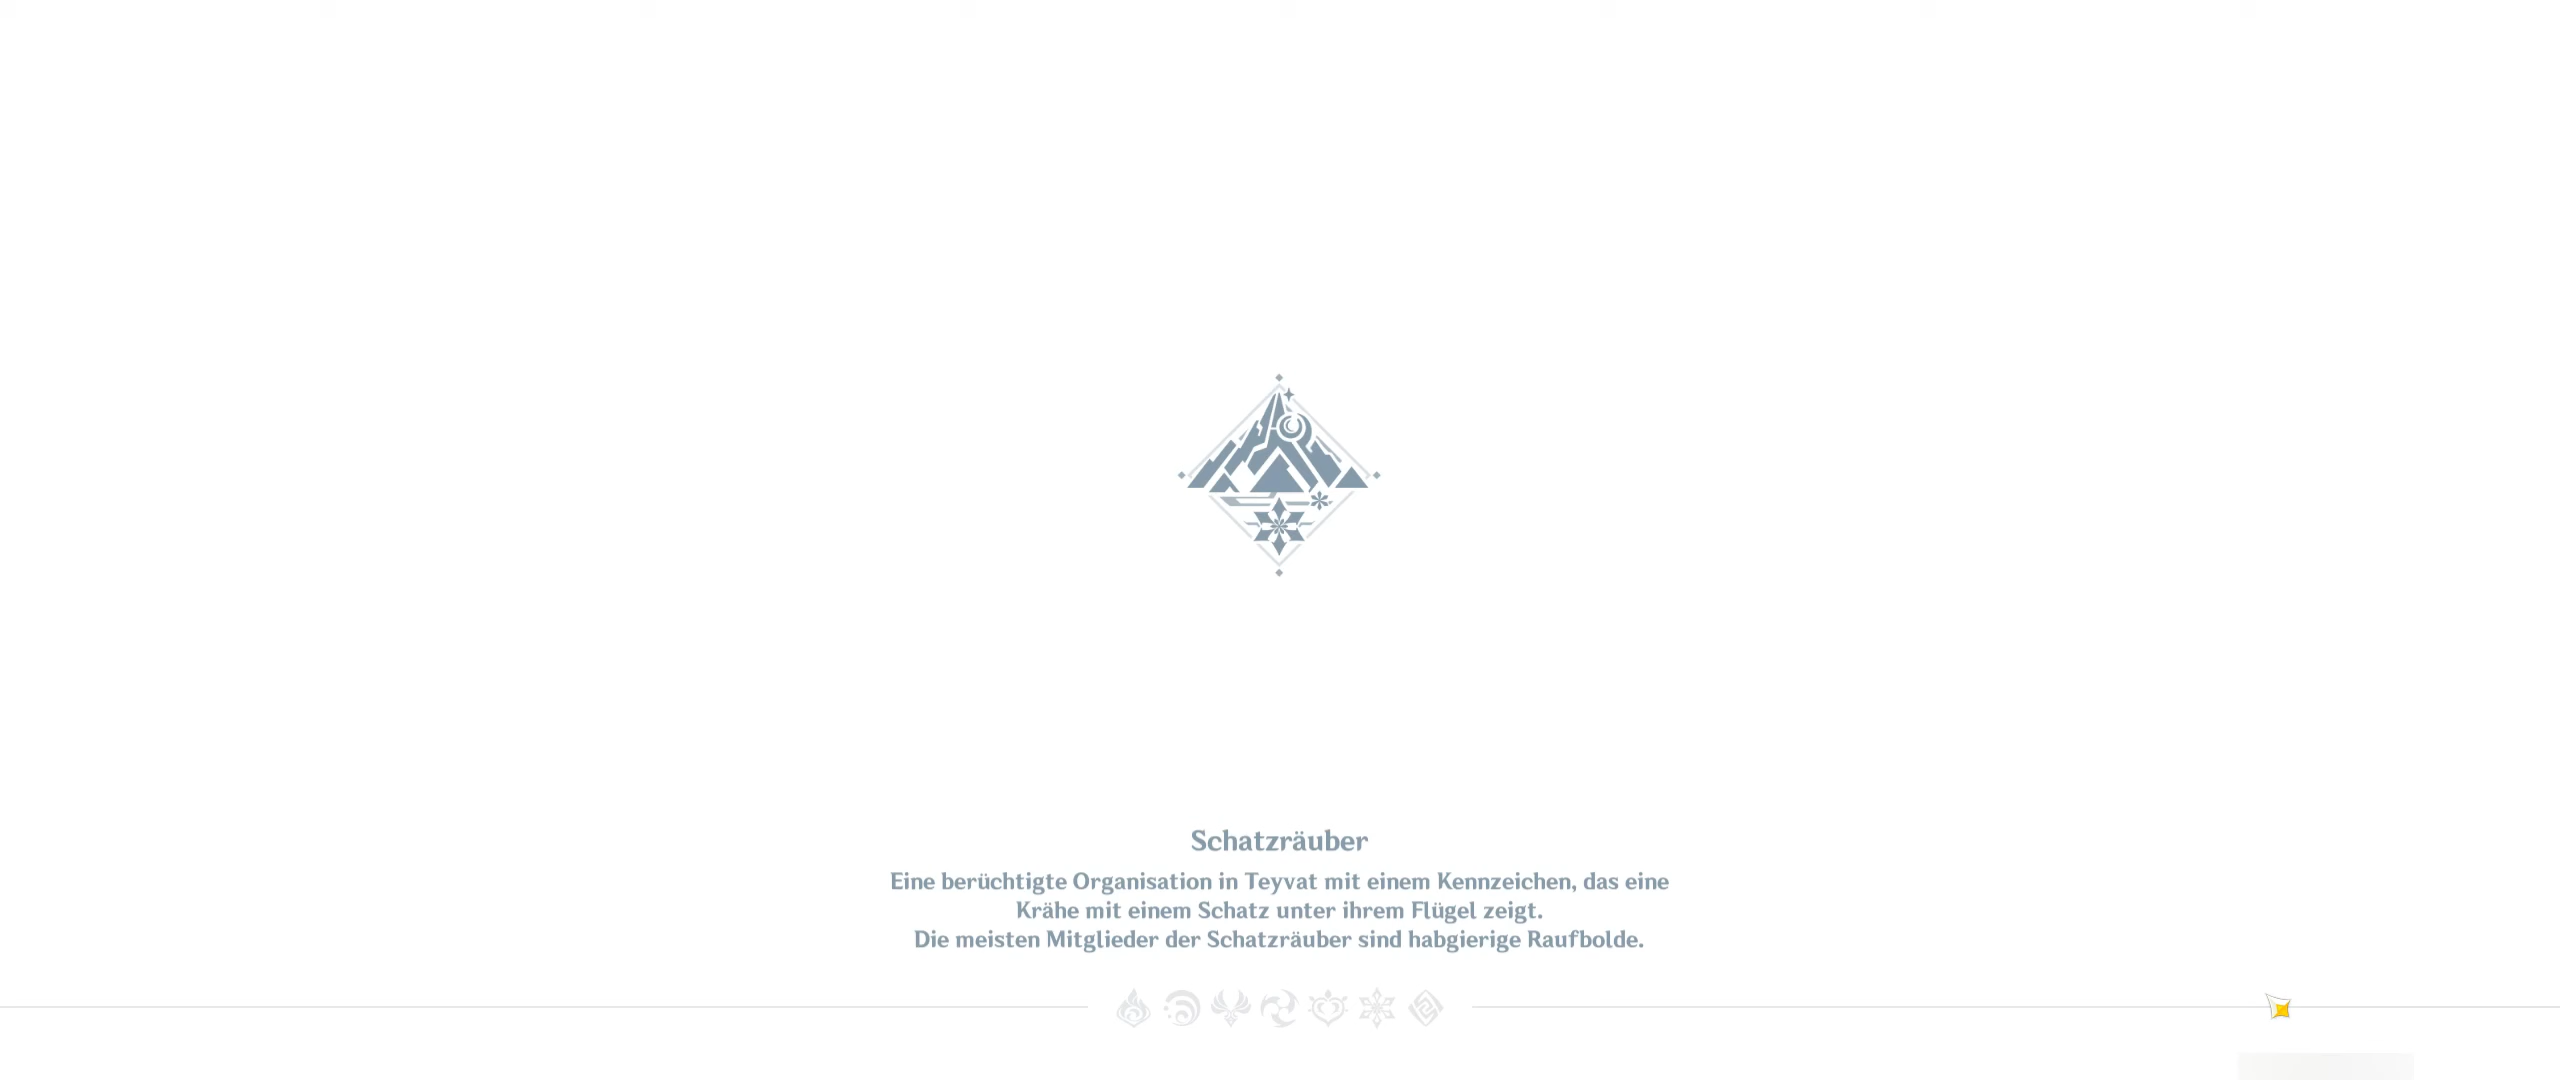 Schatzräuber
Eine berüchtigte Organisation in Teyvat mit einem Kennzeichen, das eine
Krähe mit einem Schatz unter ihrem Flügel zeigt.
Die meisten Mitglieder der Schatzräuber sind habgierige Raufbolde.